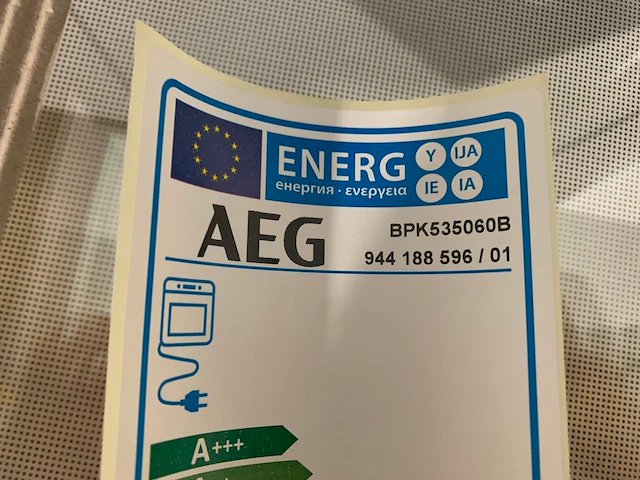 ENERG Y IJA
енергия · ενεργεια IE IA
AEG BPK535060B
944 188 596 / 01
A+++